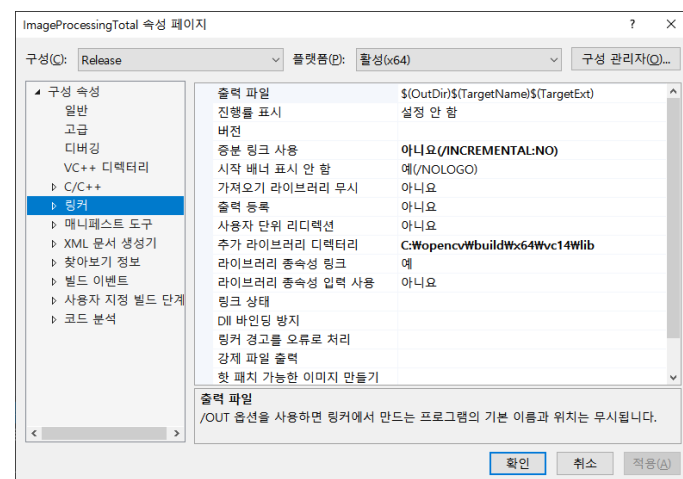 ImageProcessingTotal 속성 페이지 ? ×
구성(C): Release 플랫폼(P): 활성(x64) 구성 관리자(O)...
구성 속성
일반
고급
디버깅
VC++ 디렉터리
C/C++
링커
매니페스트 도구
XML 문서 생성기
찾아보기 정보
빌드 이벤트
사용자 지정 빌드 단계
코드 분석
출력 파일 $(OutDir)$(TargetName)$(TargetExt)
진행률 표시 설정 안 함
버전
증분 링크 사용 아니요(/INCREMENTAL:NO)
시작 배너 표시 안 함 예(/NOLOGO)
가져오기 라이브러리 무시 아니요
출력 등록 아니요
사용자 단위 리디렉션 아니요
추가 라이브러리 디렉터리 C:₩opencv₩build₩x64₩vc14₩lib
라이브러리 종속성 링크 예
라이브러리 종속성 입력 사용 아니요
링크 상태
Dll 바인딩 방지
링커 경고를 오류로 처리
강제 파일 출력
핫 패치 가능한 이미지 만들기
출력 파일
/OUT 옵션을 사용하면 링커에서 만드는 프로그램의 기본 이름과 위치는 무시됩니다.
확인 취소 적용(A)